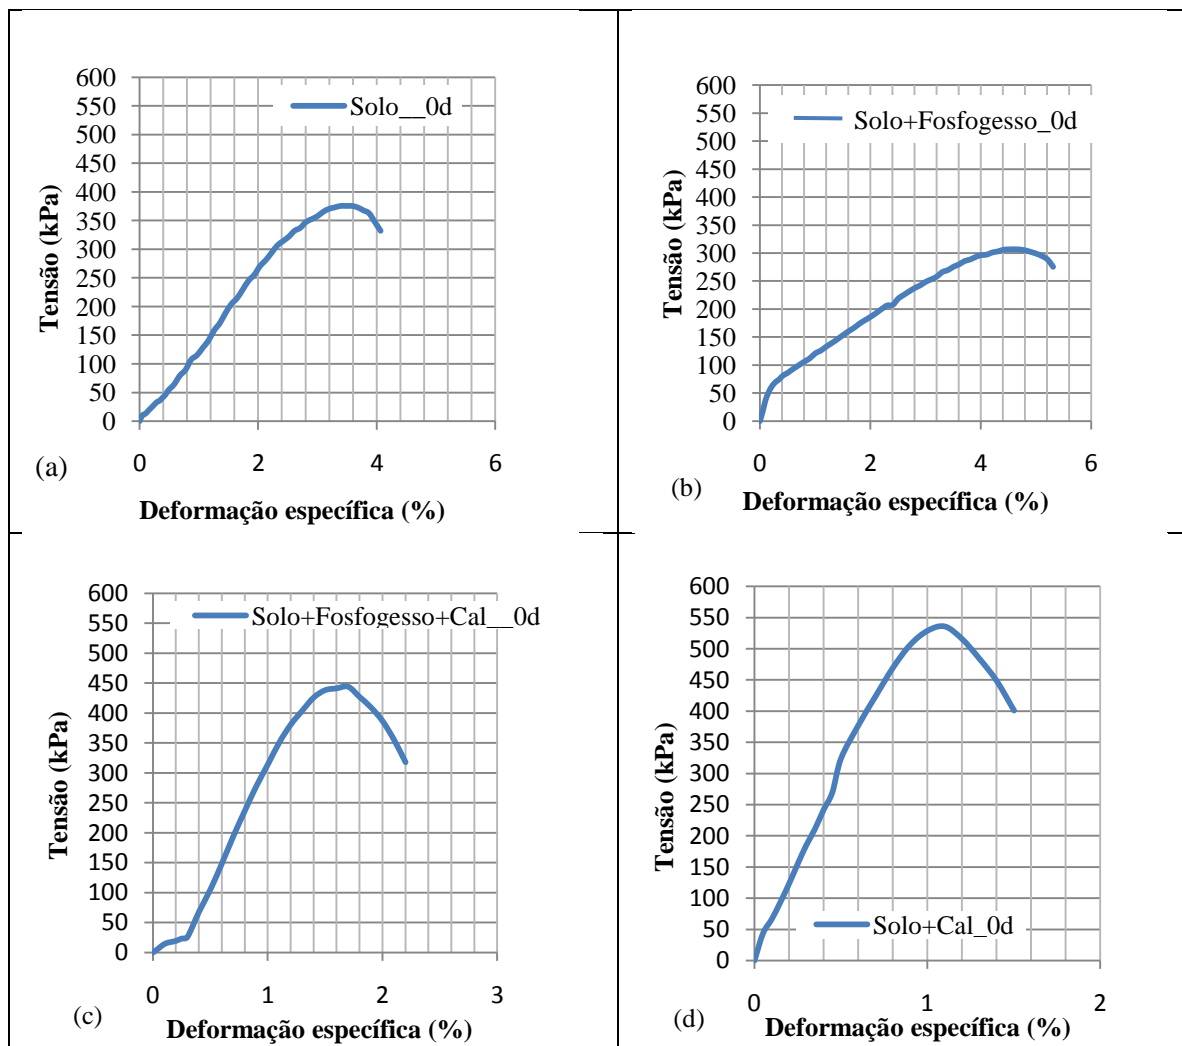 600
550
500
450
400
350
300
250
200
150
100
50
0
Tensão (kPa)
Solo__0d
0 2 4 6
(a)
Deformação específica (%)
600
550
500
450
400
350
300
250
200
150
100
50
0
Tensão (kPa)
Solo+Fosfogesso_0d
0 2 4 6
(b)
Deformação específica (%)
600
550
500
450
400
350
300
250
200
150
100
50
0
Tensão (kPa)
Solo+Fosfogesso+Cal__0d
0 1 2 3
(c)
Deformação específica (%)
600
550
500
450
400
350
300
250
200
150
100
50
0
Tensão (kPa)
Solo+Cal_0d
0 1 2
(d)
Deformação específica (%)